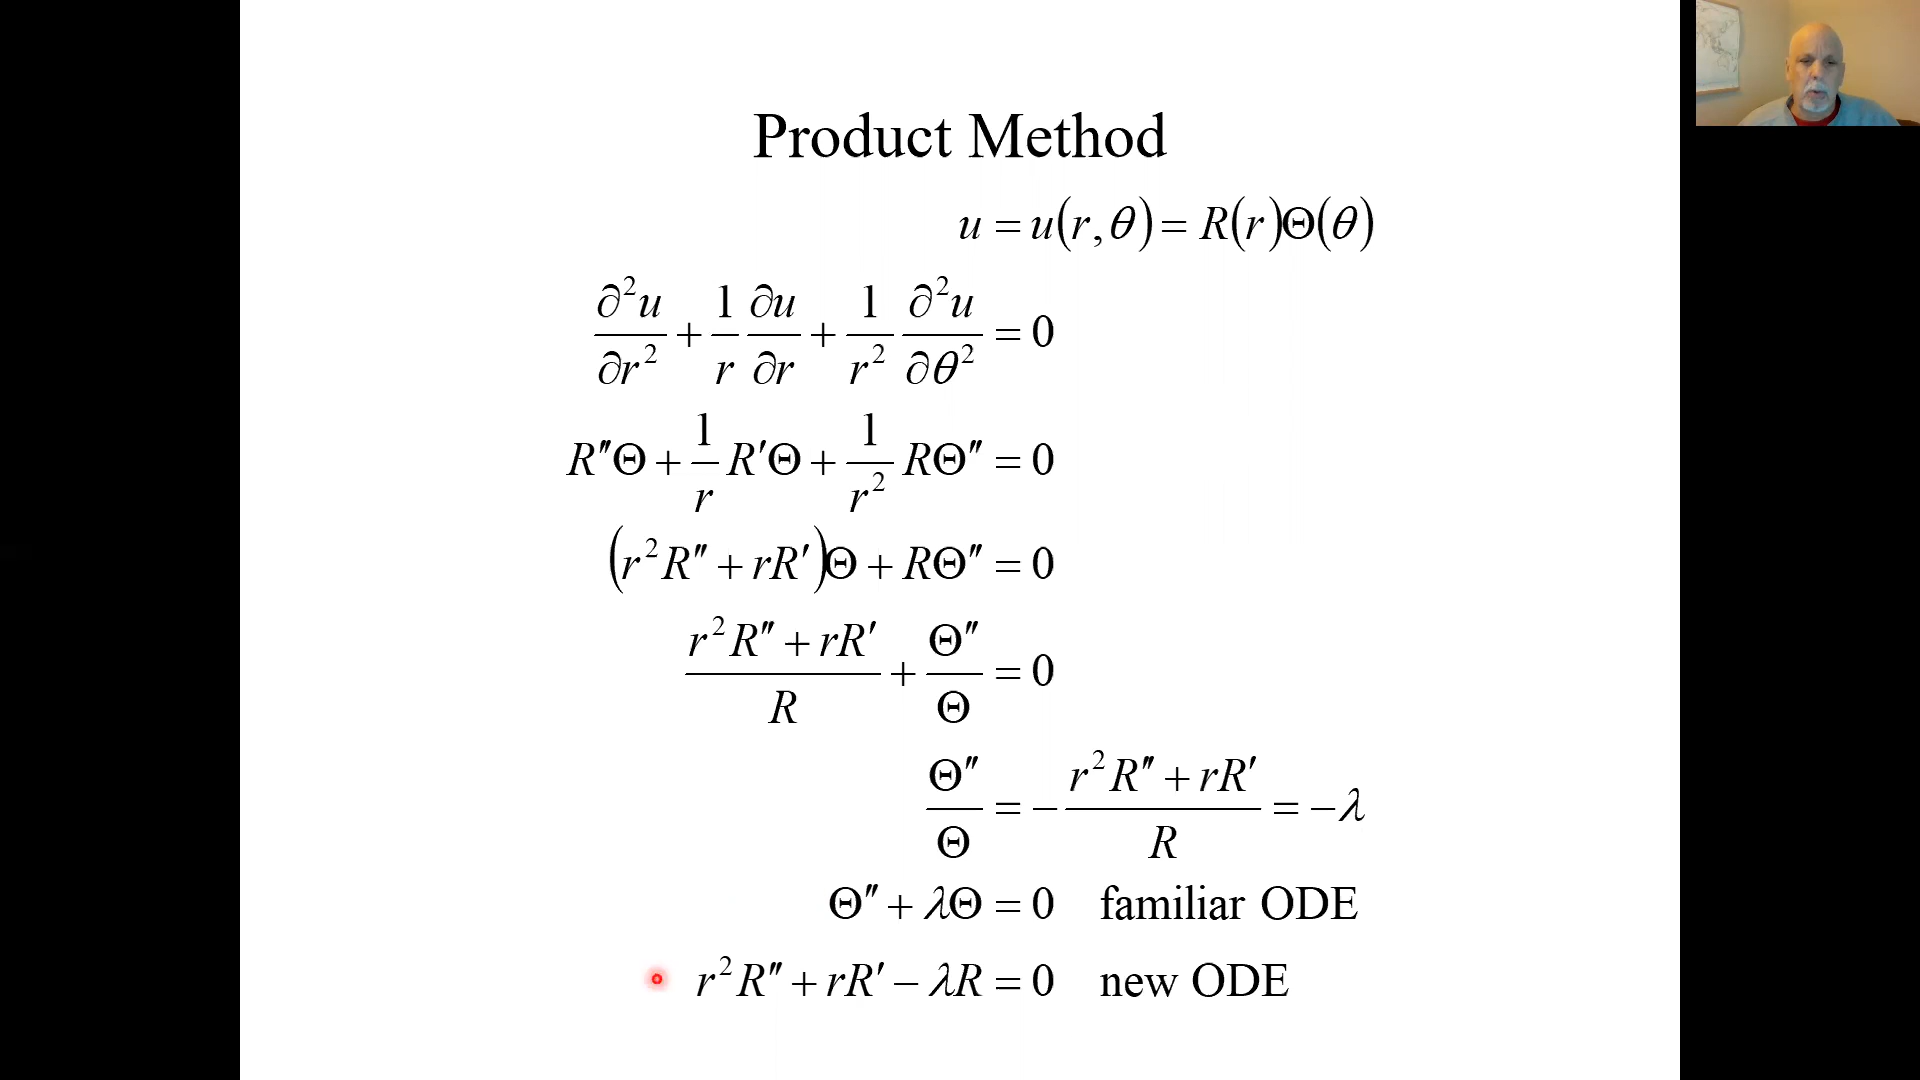 Product Method
u = u(r, θ) = R(r)Θ(θ)
∂²u/∂r² + 1/r ∂u/∂r + 1/r² ∂²u/∂θ² = 0
R″Θ + 1/r R′Θ + 1/r² RΘ″ = 0
(r²R″ + rR′)Θ + RΘ″ = 0
(r²R″ + rR′)/R + Θ″/Θ = 0
Θ″/Θ = −(r²R″ + rR′)/R = −λ
Θ″ + λΘ = 0 familiar ODE
r²R″ + rR′ − λR = 0 new ODE